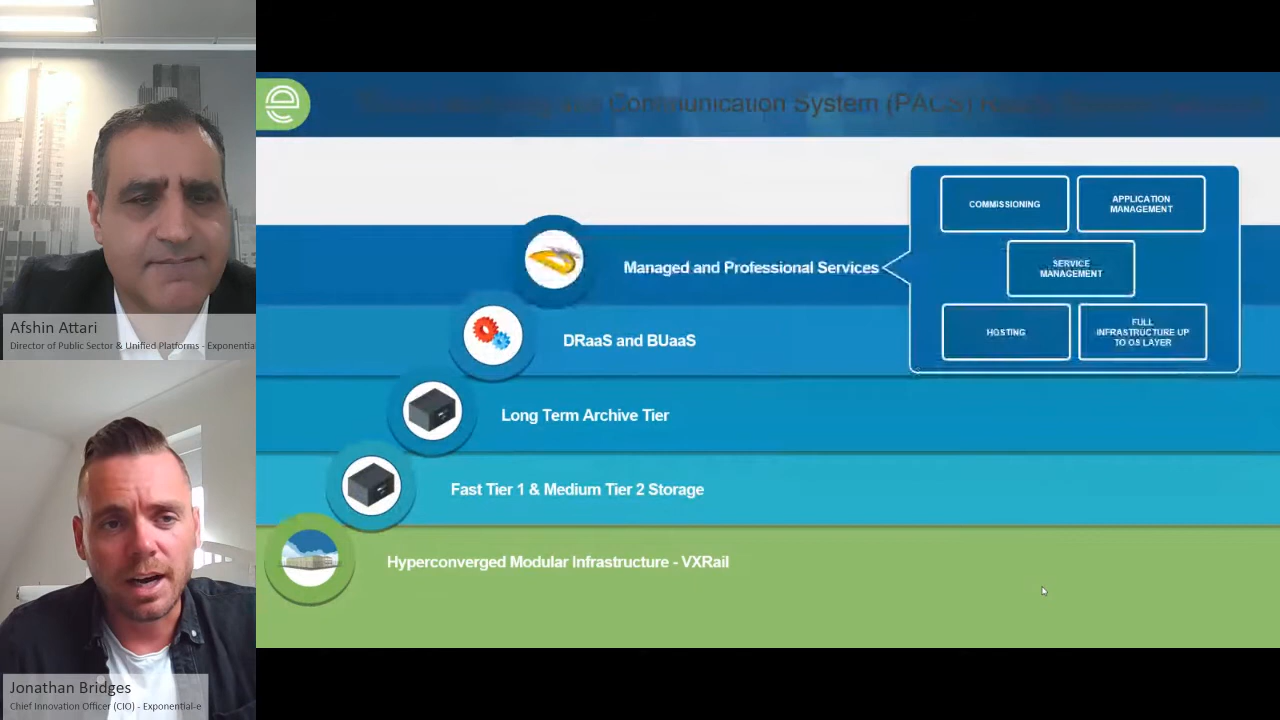 Communication System (PACS)
COMMISSIONING
APPLICATION
MANAGEMENT
SERVICE
MANAGEMENT
HOSTING
FULL
INFRASTRUCTURE UP
TO OS LAYER
Managed and Professional Services
DRaaS and BUaaS
Long Term Archive Tier
Fast Tier 1 & Medium Tier 2 Storage
Hyperconverged Modular Infrastructure - VXRail
Afshin Attari
Director of Public Sector & Unified Platforms - Exponentia
Jonathan Bridges
Chief Innovation Officer (CIO) - Exponential-e